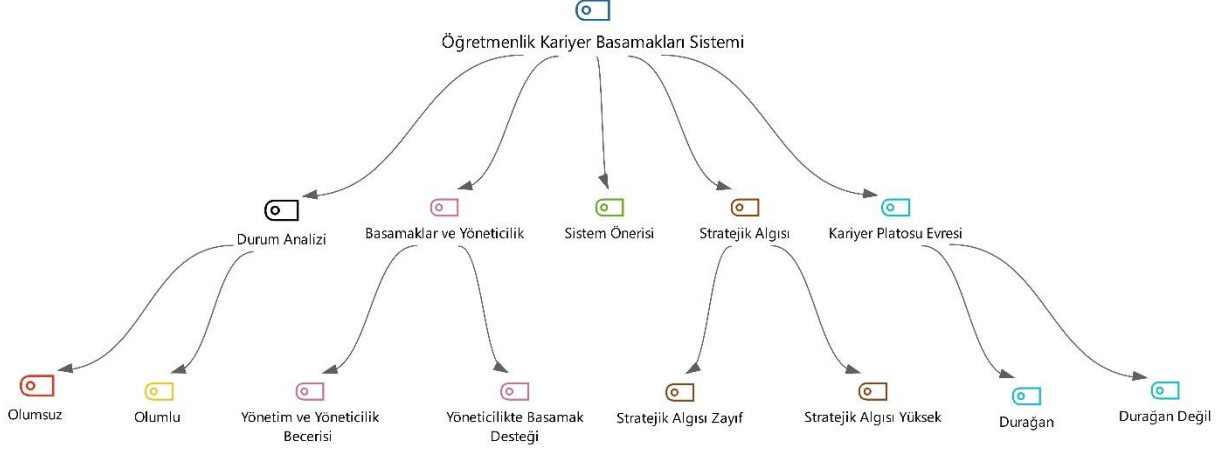 Öğretmenlik Kariyer Basamakları Sistemi
Durum Analizi
Basamaklar ve Yöneticilik
Sistem Önerisi
Stratejik Algısı
Kariyer Platosu Evresi
Olumsuz
Olumlu
Yönetim ve Yöneticilik
Becerisi
Yöneticilikte Basamak
Desteği
Stratejik Algısı Zayıf
Stratejik Algısı Yüksek
Durağan
Durağan Değil